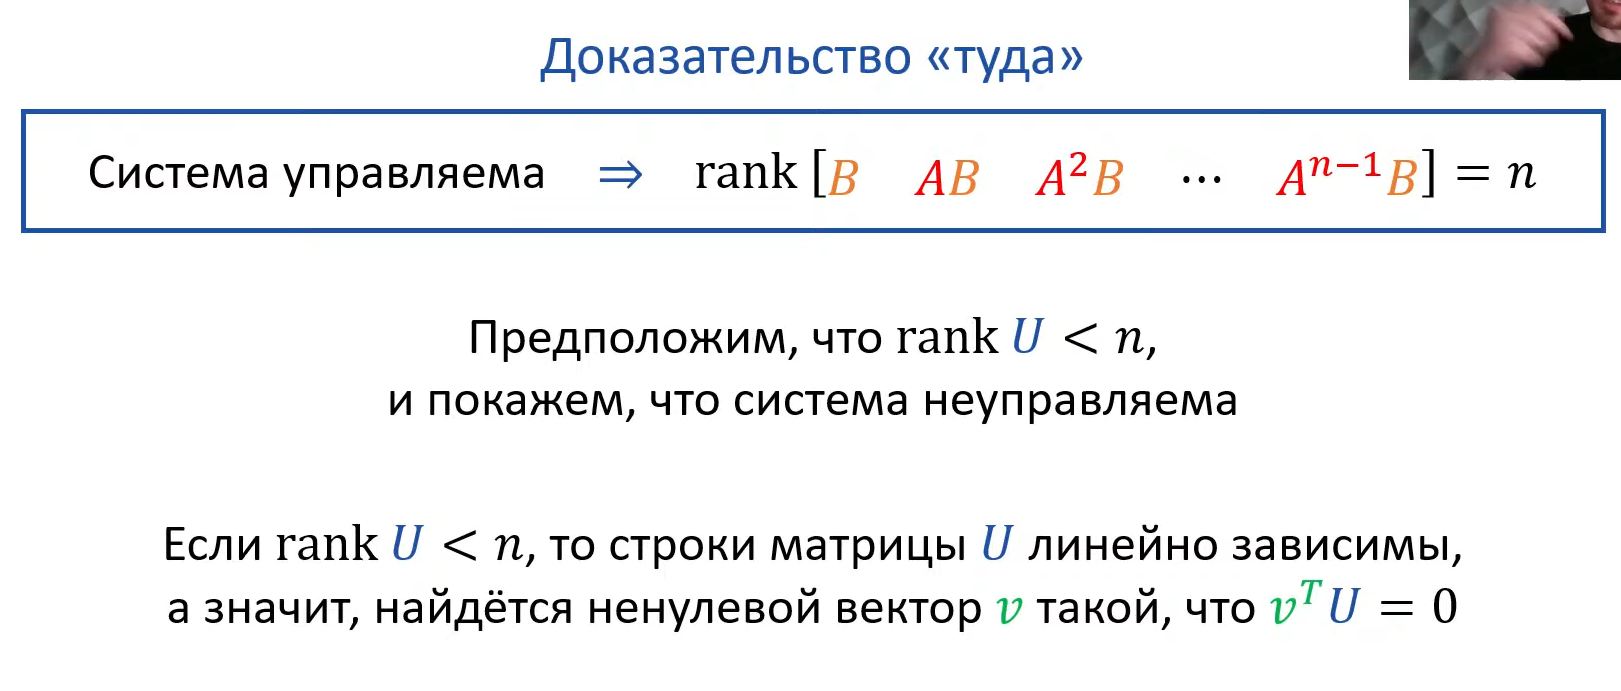 Доказательство «туда»
Система управляема ⇒ rank [B AB A²B ⋯ Aⁿ⁻¹B] = n
Предположим, что rank U < n,
и покажем, что система неуправляема
Если rank U < n, то строки матрицы U линейно зависимы,
а значит, найдётся ненулевой вектор v такой, что vᵀU = 0